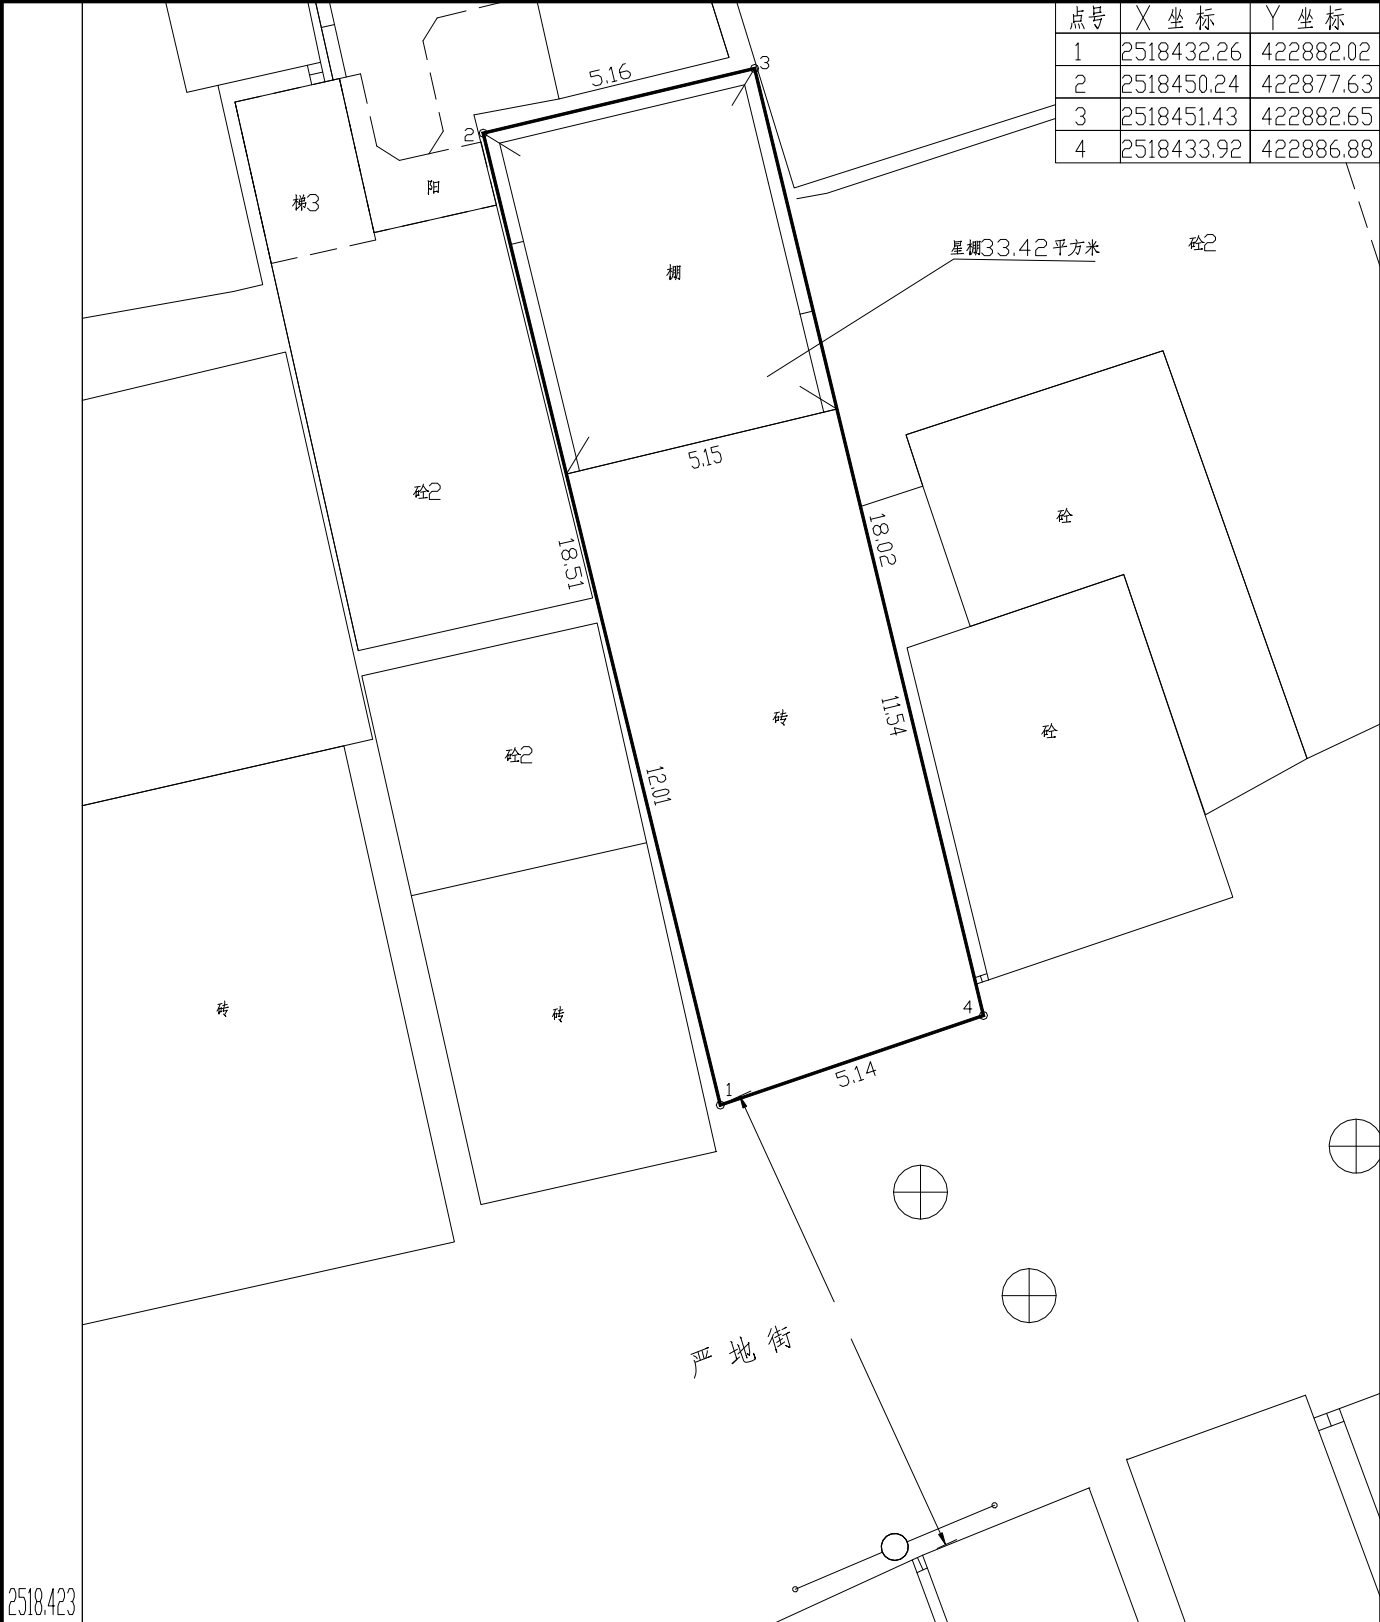 点号 X 坐标 Y 坐标
1 2518432.26 422882.02
2 2518450.24 422877.63
3 2518451.43 422882.65
4 2518433.92 422886.88
3
5.16
2
阳
梯3
星棚33.42平方米
砼2
棚
5.15
砼2
砼
18.51
18.02
砖
11.54
砼
砼2
12.01
砖
砖
4
5.14
1
严地街
2518.423